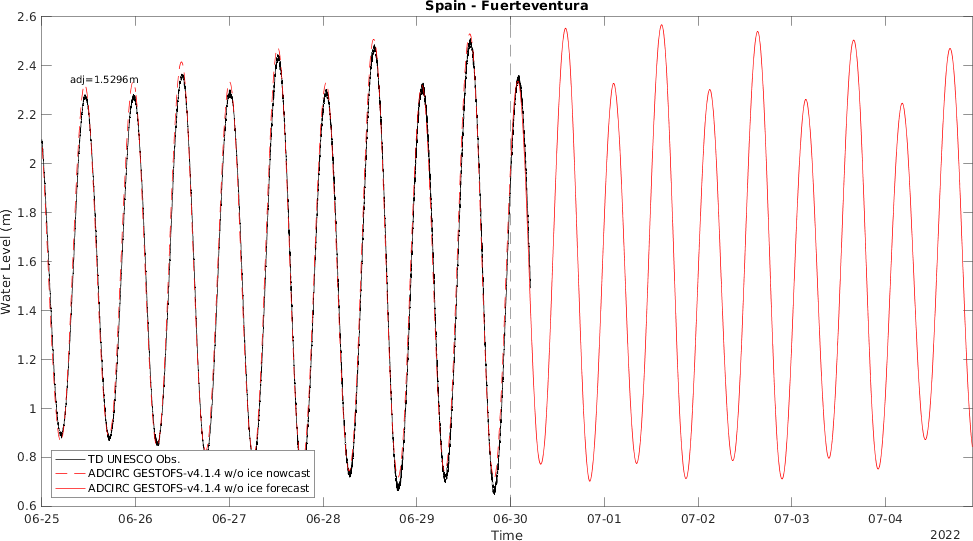 Spain - Fuerteventura
2.6
2.4
2.2
2
1.8
1.6
1.4
1.2
1
0.8
0.6
Water Level (m)
adj=1.5296m
TD UNESCO Obs.
ADCIRC GESTOFS-v4.1.4 w/o ice nowcast
ADCIRC GESTOFS-v4.1.4 w/o ice forecast
06-25 06-26 06-27 06-28 06-29 06-30 07-01 07-02 07-03 07-04
Time
2022